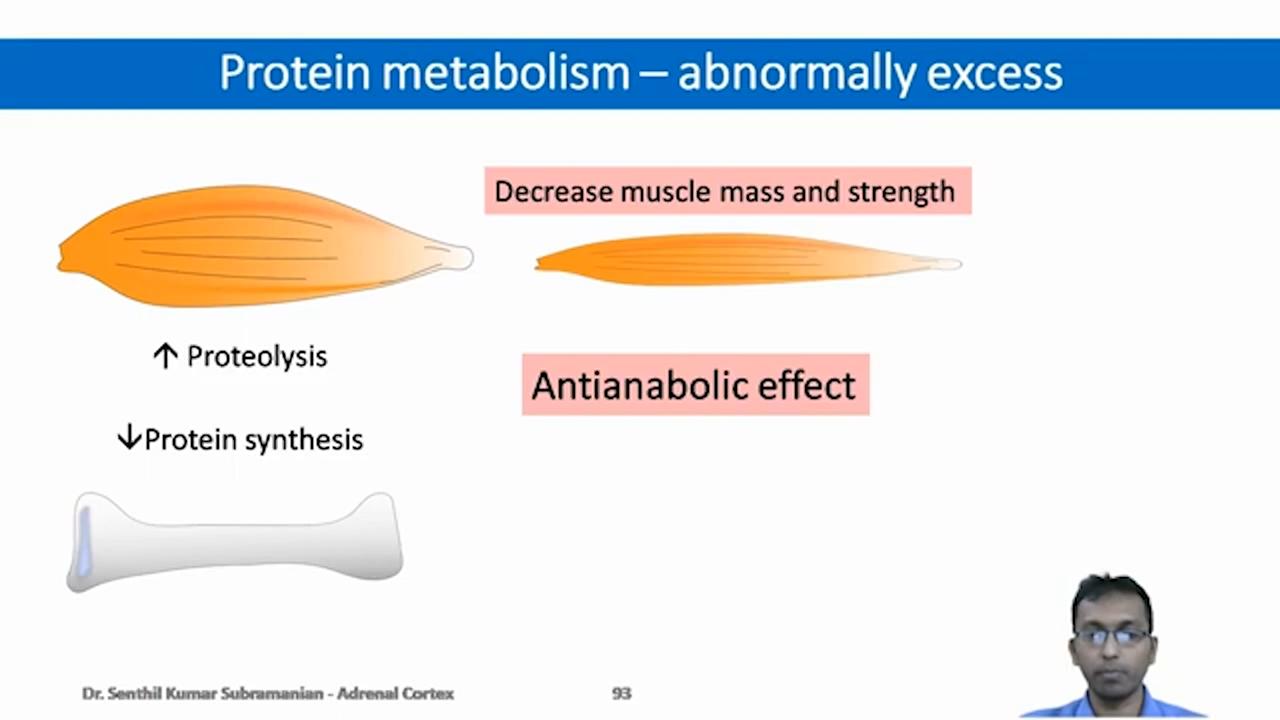 Protein metabolism – abnormally excess
Decrease muscle mass and strength
↑ Proteolysis
Antianabolic effect
↓Protein synthesis
Dr. Senthil Kumar Subramanian - Adrenal Cortex
93